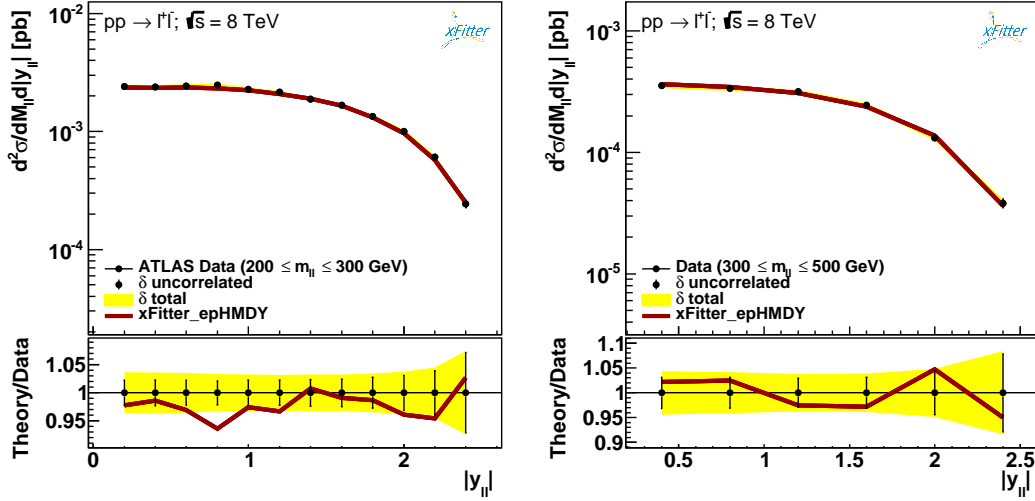 pp → l⁺l⁻; √s = 8 TeV
xFitter
d²σ/dM_ll d|y_ll| [pb]
10⁻²
10⁻³
10⁻⁴
ATLAS Data (200 ≤ m_ll ≤ 300 GeV)
δ uncorrelated
δ total
xFitter_epHMDY
Theory/Data
1.05
1
0.95
0 1 2
|y_ll|
pp → l⁺l⁻; √s = 8 TeV
xFitter
d²σ/dM_ll d|y_ll| [pb]
10⁻³
10⁻⁴
10⁻⁵
Data (300 ≤ m_ll ≤ 500 GeV)
δ uncorrelated
δ total
xFitter_epHMDY
Theory/Data
1.1
1.05
1
0.95
0.9
0.5 1 1.5 2 2.5
|y_ll|